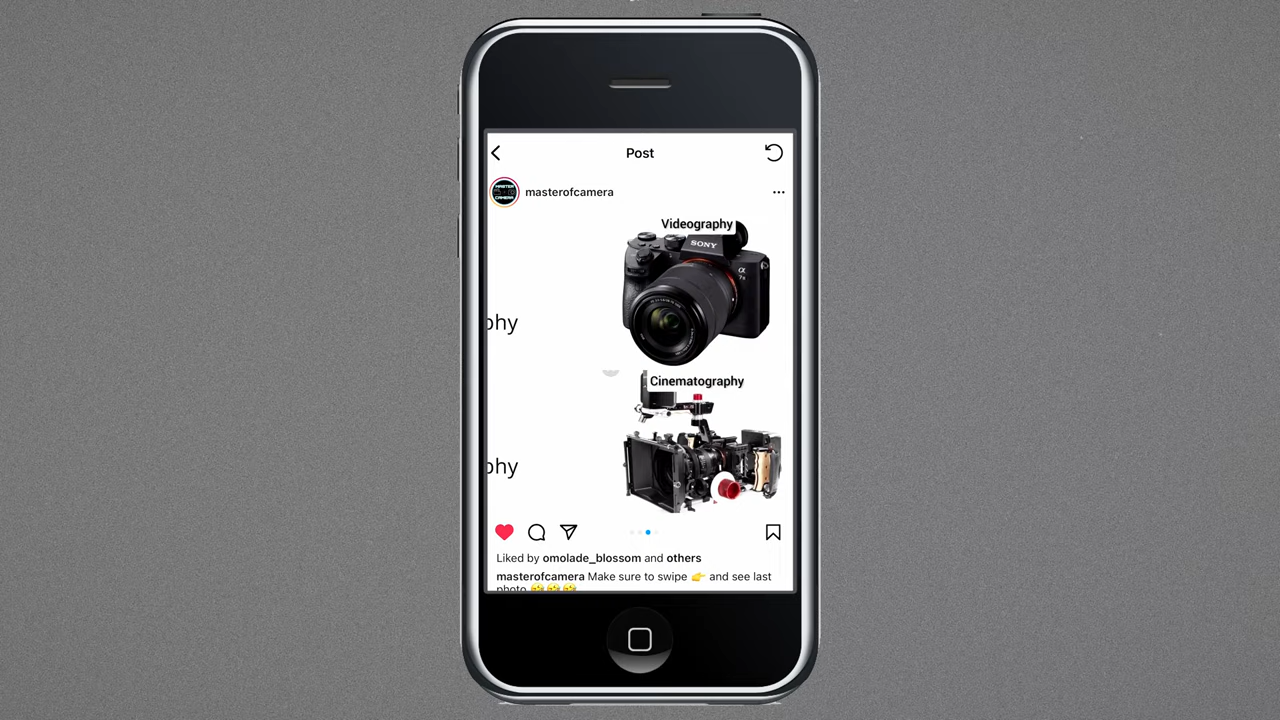 Post
masterofcamera
Videography
SONY
α
phy
Cinematography
phy
Liked by omolade_blossom and others
masterofcamera Make sure to swipe 👉 and see last
photo